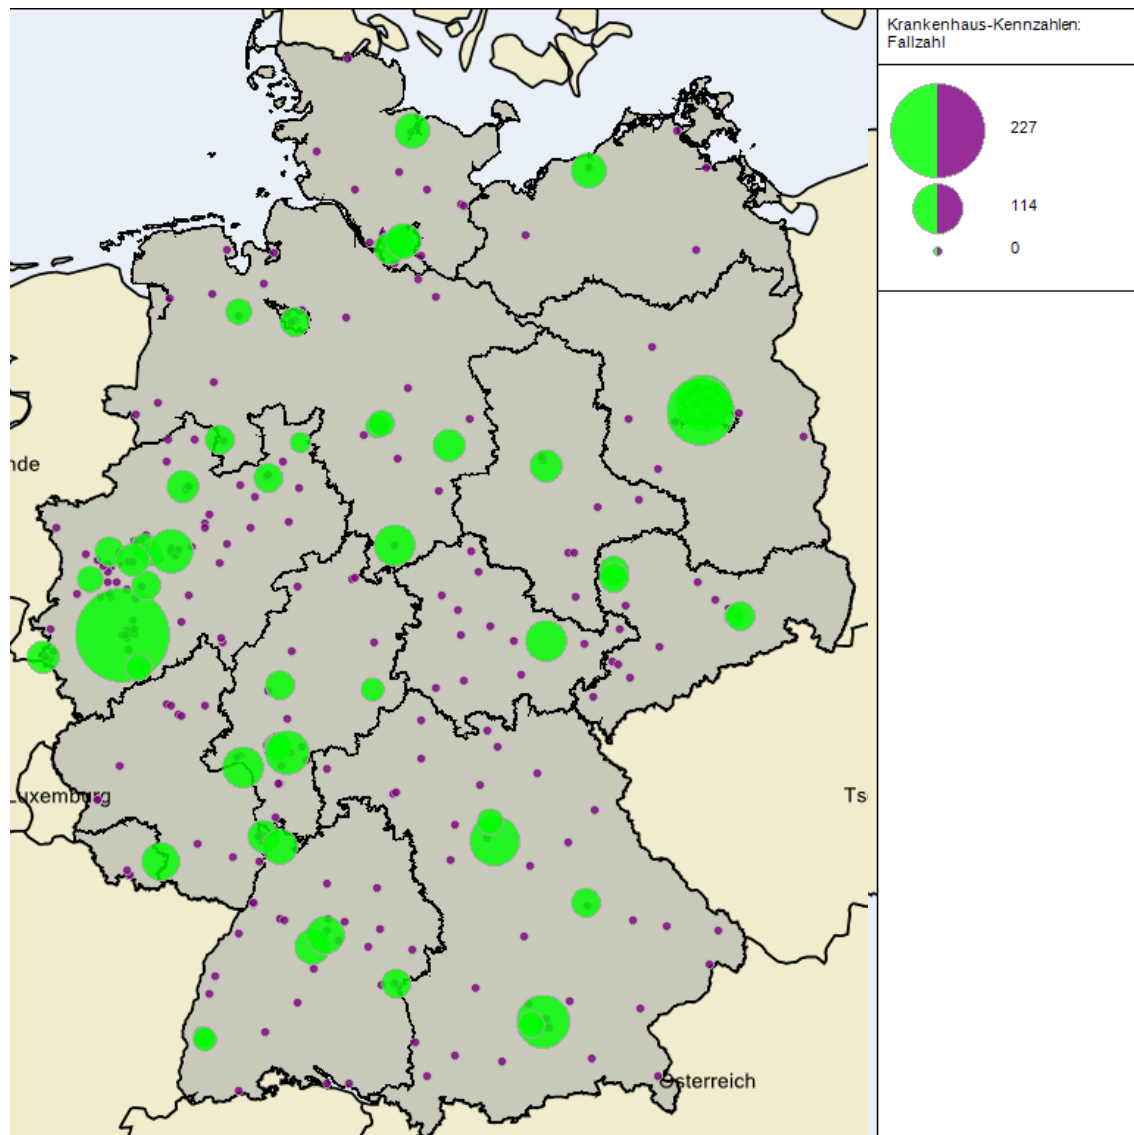 Krankenhaus-Kennzahlen:
Fallzahl
227
114
0
nde
Luxemburg
Ts
Österreich